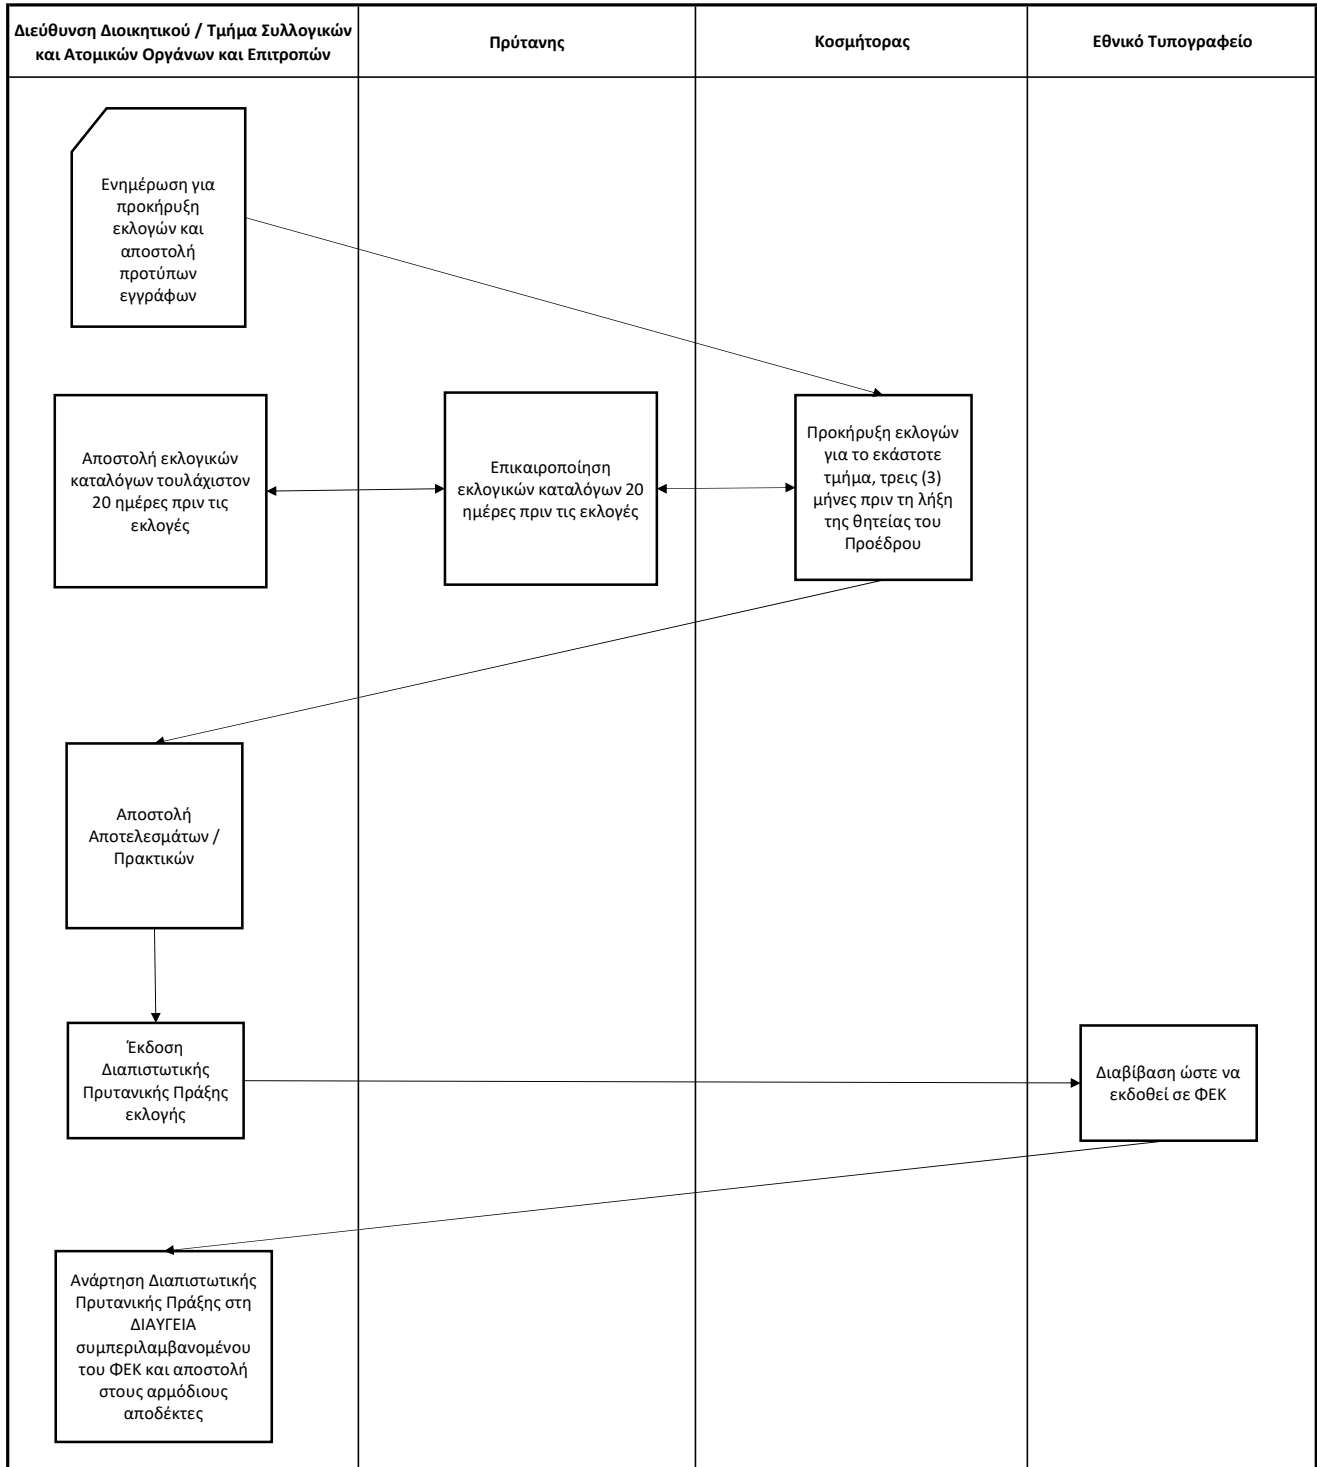 Διεύθυνση Διοικητικού / Τμήμα Συλλογικών
και Ατομικών Οργάνων και Επιτροπών
Πρύτανης
Κοσμήτορας
Εθνικό Τυπογραφείο
Ενημέρωση για
προκήρυξη
εκλογών και
αποστολή
προτύπων
εγγράφων
Αποστολή εκλογικών
καταλόγων τουλάχιστον
20 ημέρες πριν τις
εκλογές
Επικαιροποίηση
εκλογικών καταλόγων 20
ημέρες πριν τις εκλογές
Προκήρυξη εκλογών
για το εκάστοτε
τμήμα, τρεις (3)
μήνες πριν τη λήξη
της θητείας του
Προέδρου
Αποστολή
Αποτελεσμάτων /
Πρακτικών
Έκδοση
Διαπιστωτικής
Πρυτανικής Πράξης
εκλογής
Διαβίβαση ώστε να
εκδοθεί σε ΦΕΚ
Ανάρτηση Διαπιστωτικής
Πρυτανικής Πράξης στη
ΔΙΑΥΓΕΙΑ
συμπεριλαμβανομένου
του ΦΕΚ και αποστολή
στους αρμόδιους
αποδέκτες